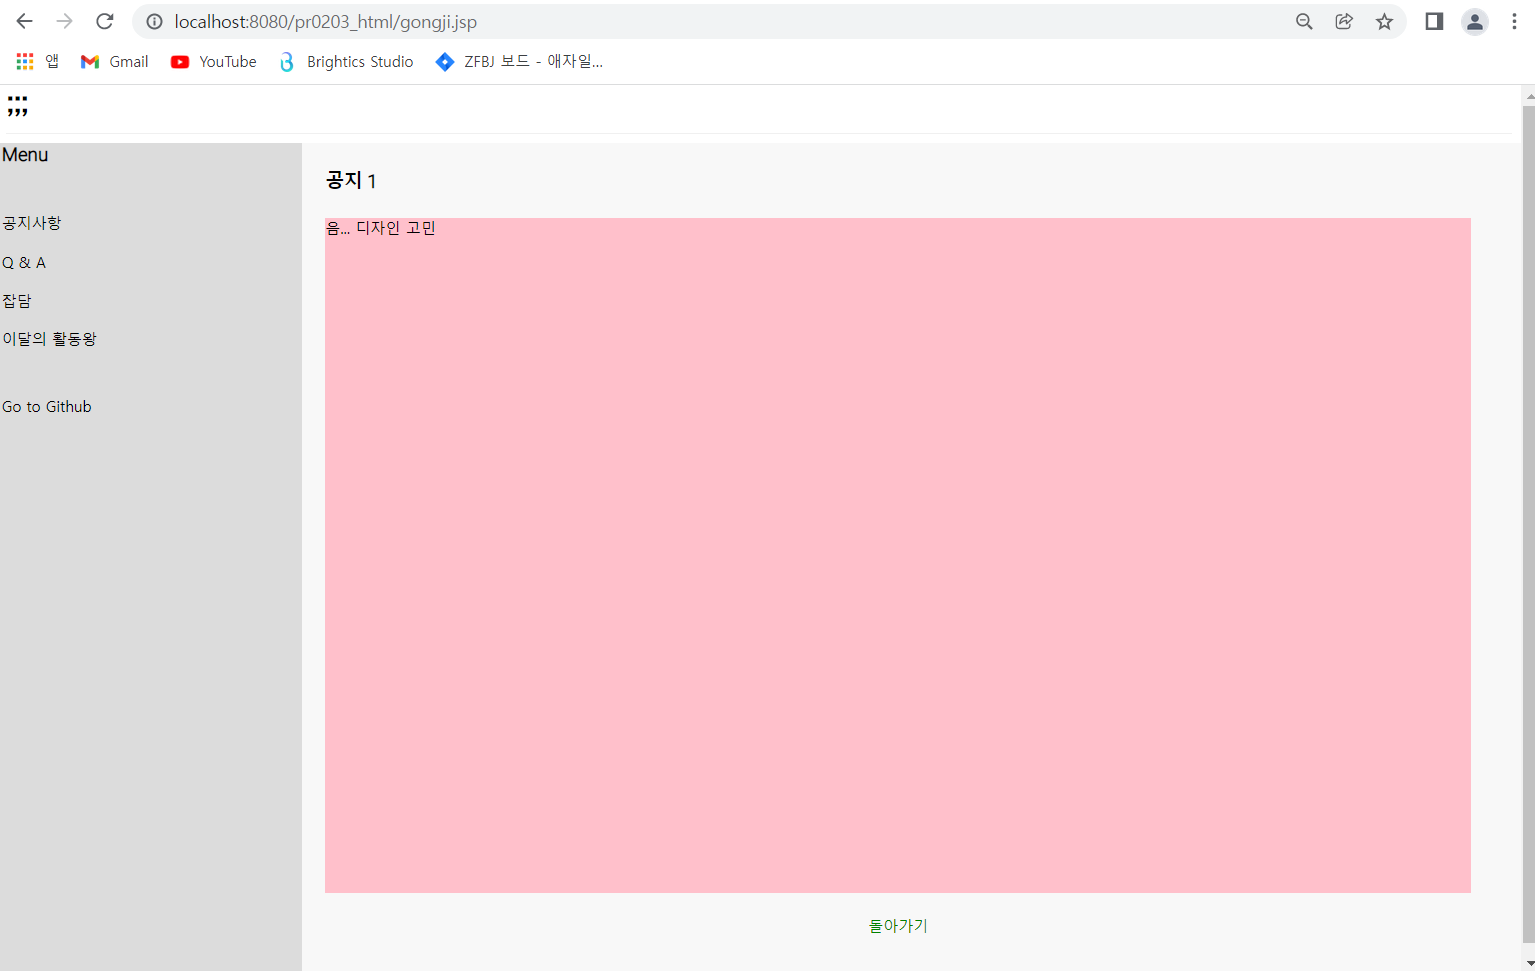 localhost:8080/pr0203_html/gongji.jsp
앱 Gmail YouTube Brightics Studio ZFBJ 보드 - 애자일...
;;;
Menu
공지사항
Q & A
잡담
이달의 활동왕
Go to Github
공지 1
음... 디자인 고민
돌아가기